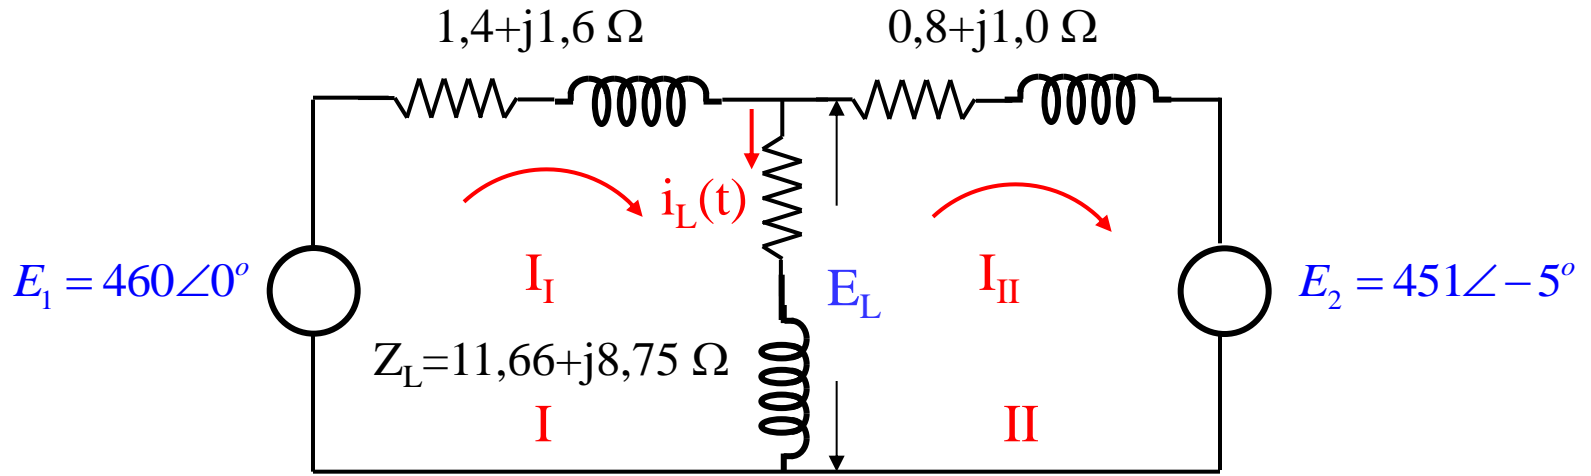 1,4+j1,6 Ω
0,8+j1,0 Ω
i_L(t)
E_1 = 460∠0^o
I_I
E_L
I_II
E_2 = 451∠−5^o
Z_L=11,66+j8,75 Ω
I
II